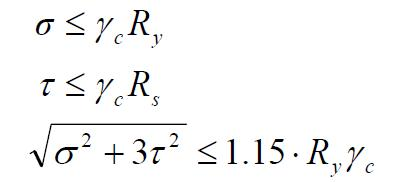 σ ≤ γ_c R_y
τ ≤ γ_c R_s
√(σ² + 3τ²) ≤ 1.15 · R_y γ_c